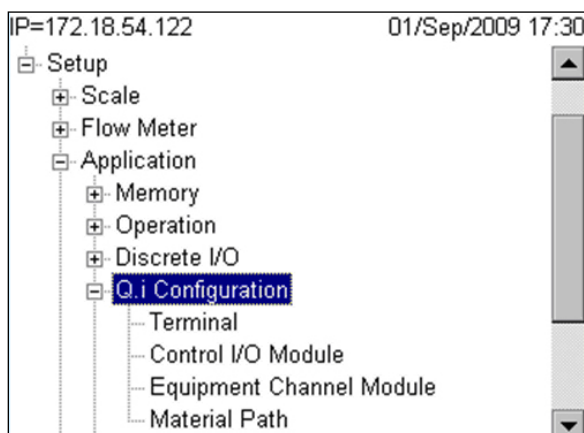 IP=172.18.54.122 01/Sep/2009 17:30
Setup
Scale
Flow Meter
Application
Memory
Operation
Discrete I/O
Q.i Configuration
Terminal
Control I/O Module
Equipment Channel Module
Material Path